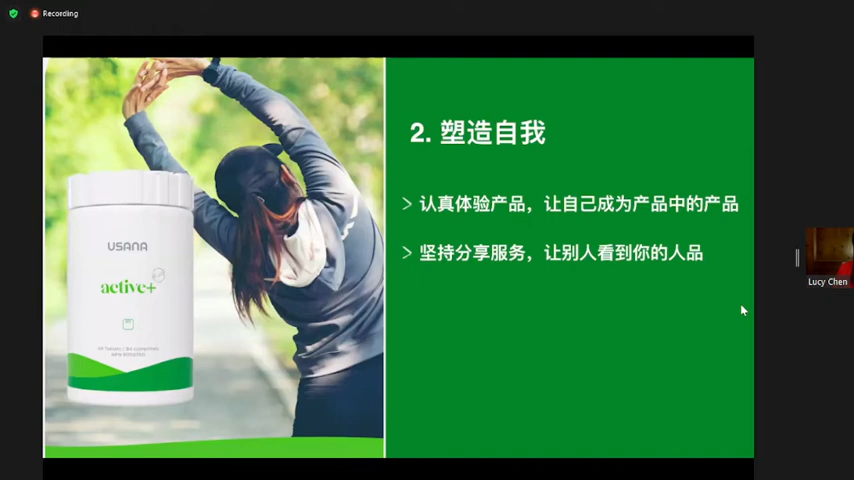 Recording
2. 塑造自我
认真体验产品，让自己成为产品中的产品
坚持分享服务，让别人看到你的人品
USANA
active+
Lucy Chen